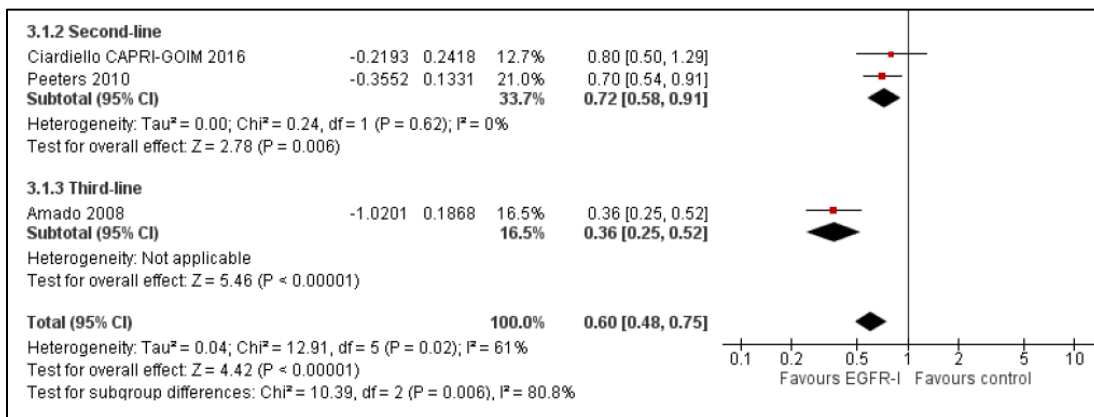 3.1.2 Second-line
Ciardiello CAPRI-GOIM 2016 -0.2193 0.2418 12.7% 0.80 [0.50, 1.29]
Peeters 2010 -0.3552 0.1331 21.0% 0.70 [0.54, 0.91]
Subtotal (95% CI) 33.7% 0.72 [0.58, 0.91]
Heterogeneity: Tau² = 0.00; Chi² = 0.24, df = 1 (P = 0.62); I² = 0%
Test for overall effect: Z = 2.78 (P = 0.006)
3.1.3 Third-line
Amado 2008 -1.0201 0.1868 16.5% 0.36 [0.25, 0.52]
Subtotal (95% CI) 16.5% 0.36 [0.25, 0.52]
Heterogeneity: Not applicable
Test for overall effect: Z = 5.46 (P < 0.00001)
Total (95% CI) 100.0% 0.60 [0.48, 0.75]
Heterogeneity: Tau² = 0.04; Chi² = 12.91, df = 5 (P = 0.02); I² = 61%
Test for overall effect: Z = 4.42 (P < 0.00001)
Test for subgroup differences: Chi² = 10.39, df = 2 (P = 0.006), I² = 80.8%
0.1 0.2 0.5 1 2 5 10
Favours EGFR-I Favours control